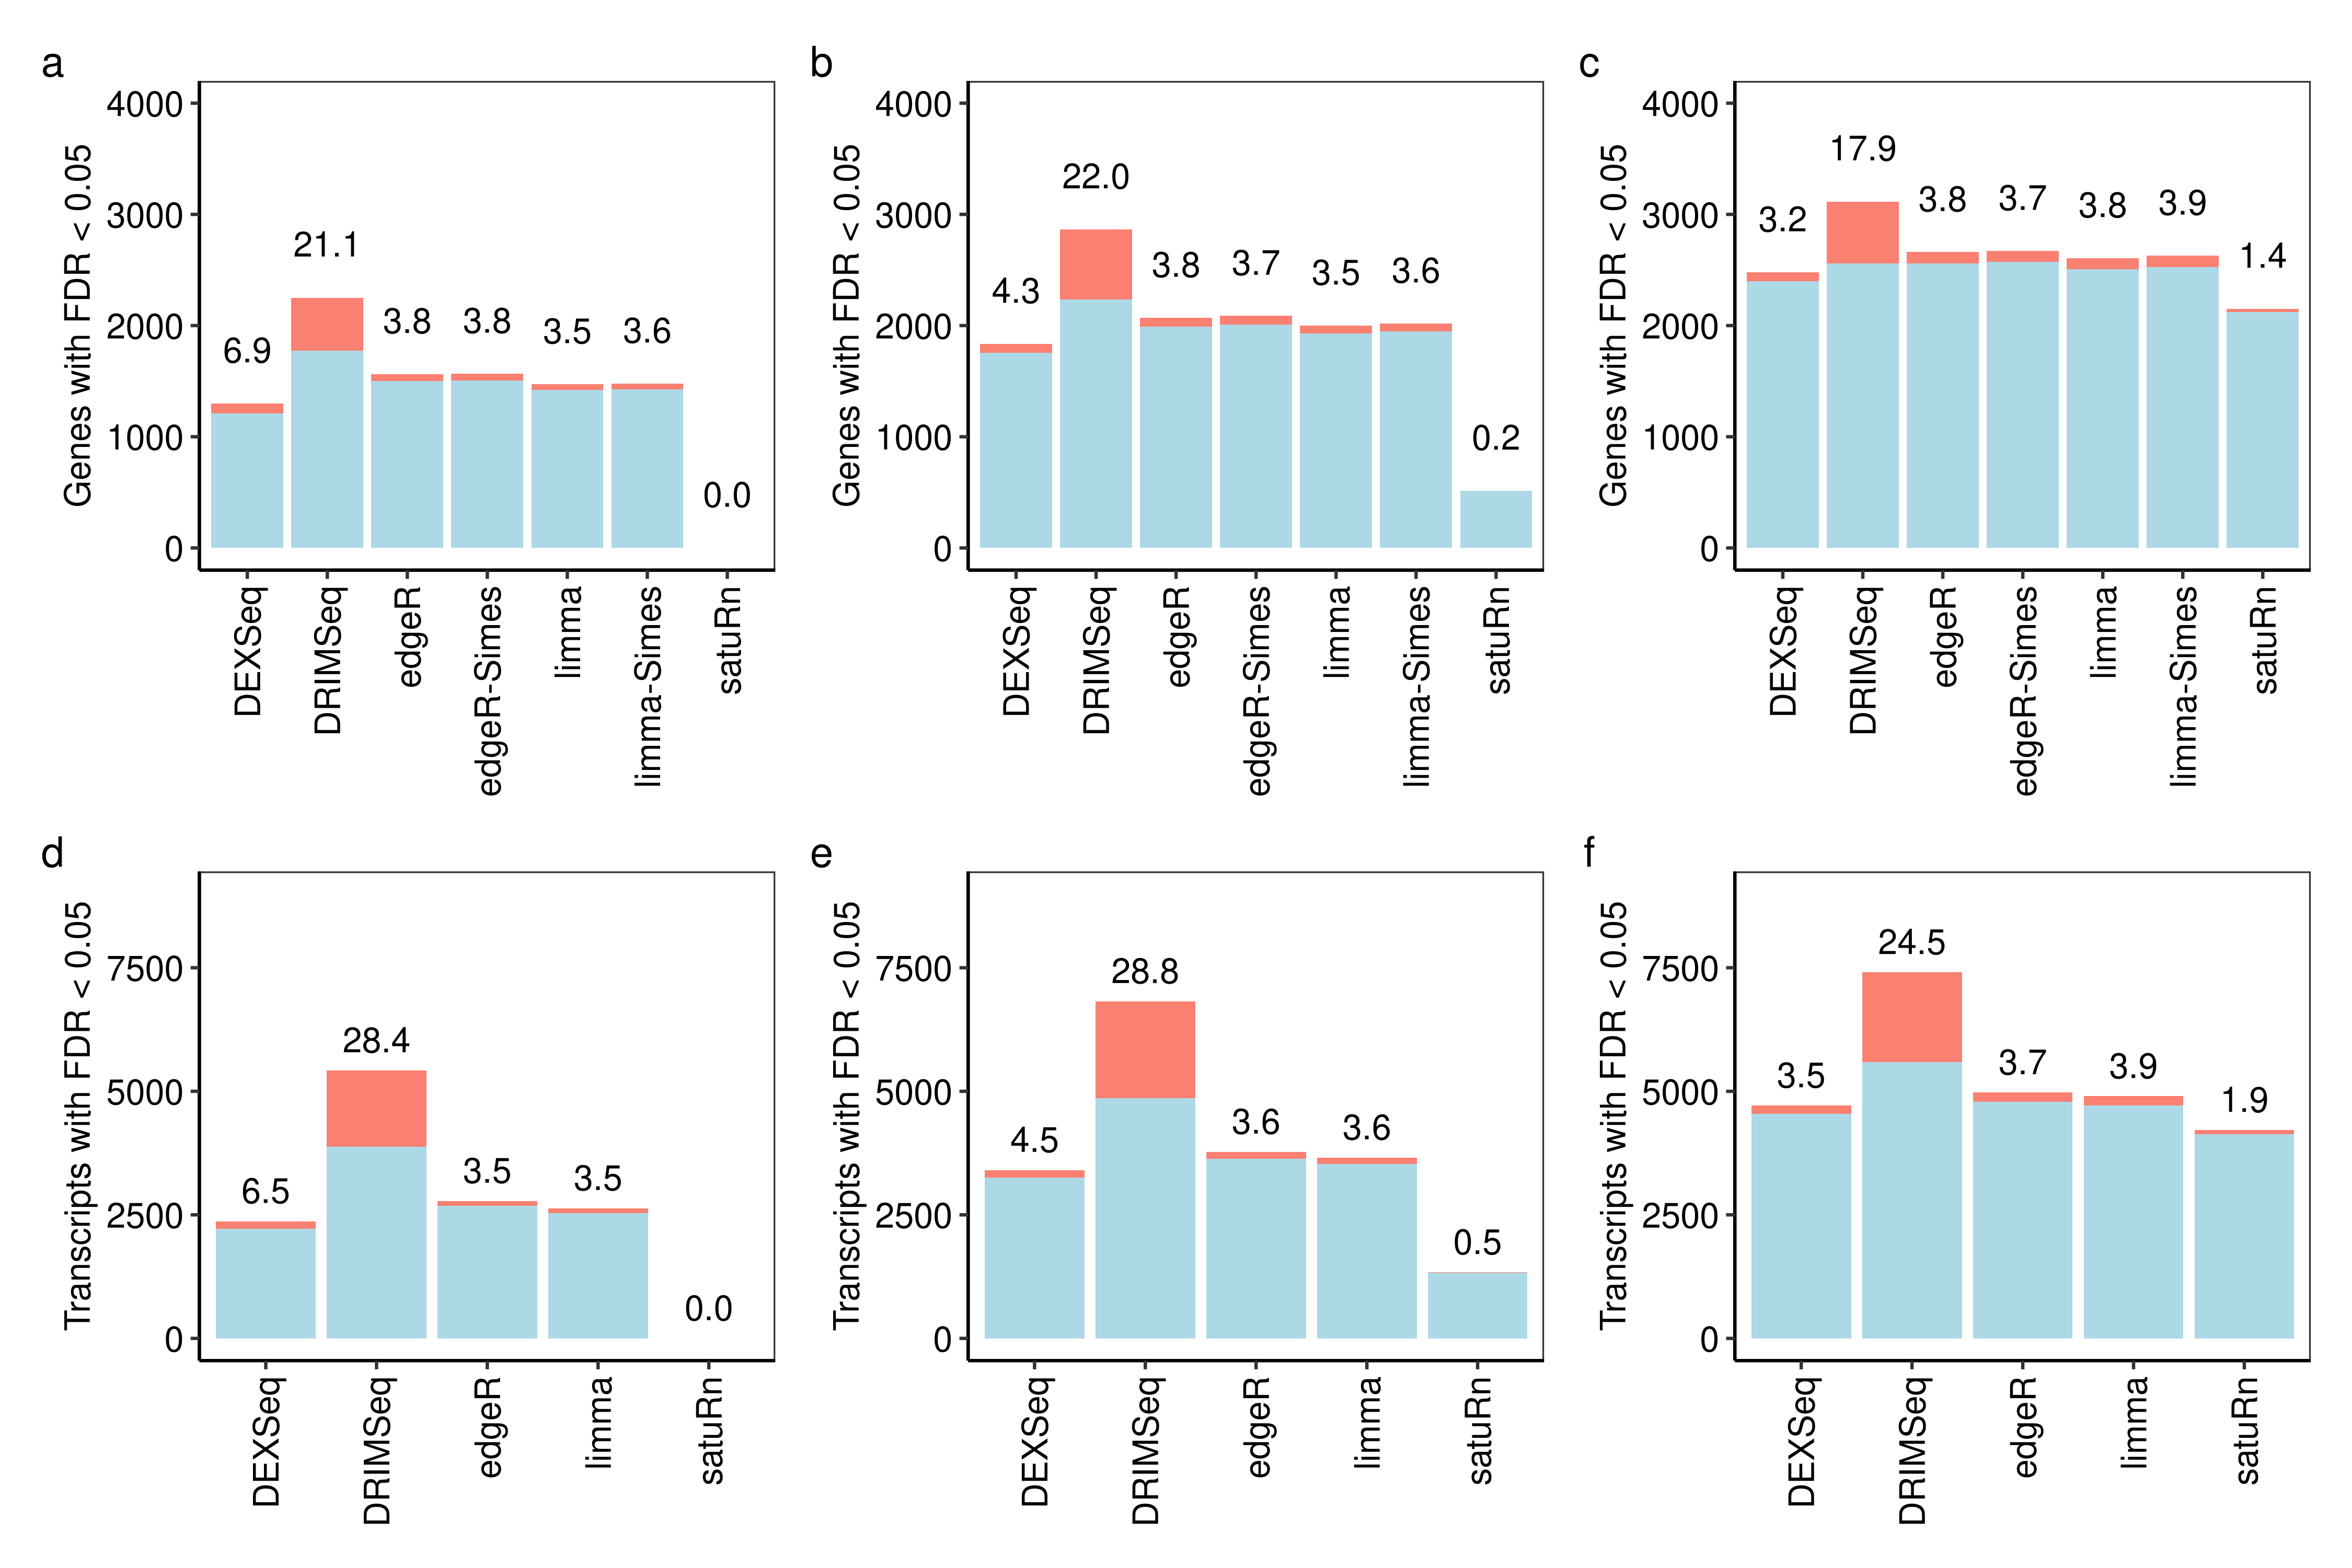 a
Genes with FDR < 0.05
4000
3000
2000
1000
0
6.9
21.1
3.8
3.8
3.5
3.6
0.0
DEXSeq
DRIMSeq
edgeR
edgeR-Simes
limma
limma-Simes
satuRn
b
Genes with FDR < 0.05
4000
3000
2000
1000
0
4.3
22.0
3.8
3.7
3.5
3.6
0.2
DEXSeq
DRIMSeq
edgeR
edgeR-Simes
limma
limma-Simes
satuRn
c
Genes with FDR < 0.05
4000
3000
2000
1000
0
3.2
17.9
3.8
3.7
3.8
3.9
1.4
DEXSeq
DRIMSeq
edgeR
edgeR-Simes
limma
limma-Simes
satuRn
d
Transcripts with FDR < 0.05
7500
5000
2500
0
6.5
28.4
3.5
3.5
0.0
DEXSeq
DRIMSeq
edgeR
limma
satuRn
e
Transcripts with FDR < 0.05
7500
5000
2500
0
4.5
28.8
3.6
3.6
0.5
DEXSeq
DRIMSeq
edgeR
limma
satuRn
f
Transcripts with FDR < 0.05
7500
5000
2500
0
3.5
24.5
3.7
3.9
1.9
DEXSeq
DRIMSeq
edgeR
limma
satuRn